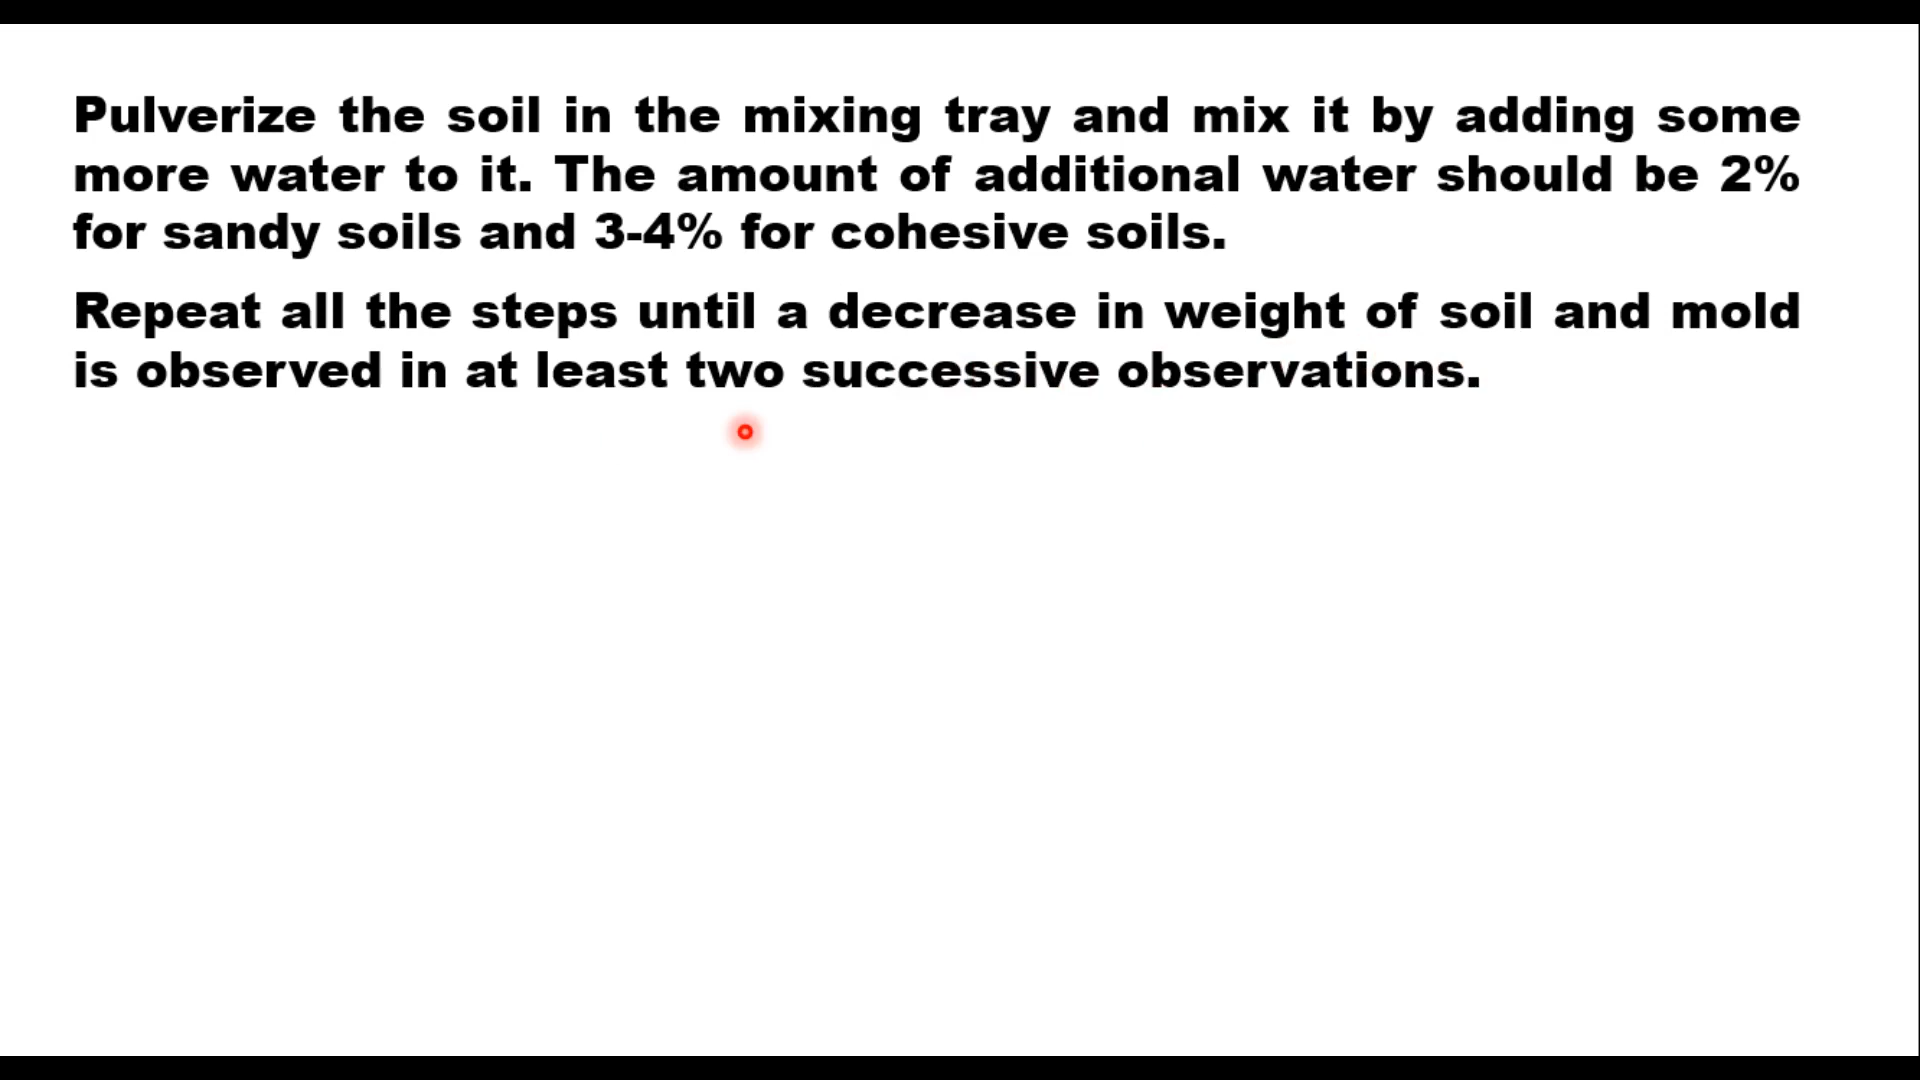 Pulverize the soil in the mixing tray and mix it by adding some
more water to it. The amount of additional water should be 2%
for sandy soils and 3-4% for cohesive soils.
Repeat all the steps until a decrease in weight of soil and mold
is observed in at least two successive observations.